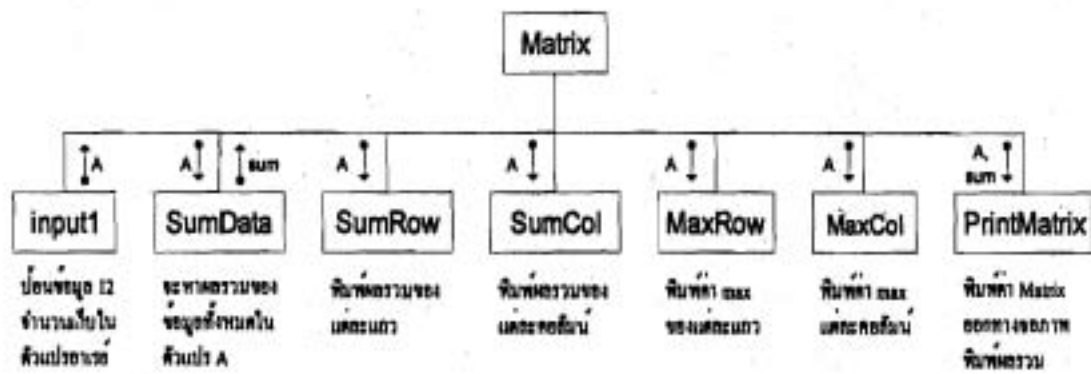 Matrix
A
A
sum
A
A
A
A
A,
sum
input1
SumData
SumRow
SumCol
MaxRow
MaxCol
PrintMatrix
ป้อนข้อมูล 12
จำนวนเก็บใน
ตัวแปรอาเรย์
จะหาผลรวมของ
ข้อมูลทั้งหมดใน
ตัวแปร A
พิมพ์ผลรวมของ
แต่ละแถว
พิมพ์ผลรวมของ
แต่ละคอลัมน์
พิมพ์ค่า max
ของแต่ละแถว
พิมพ์ค่า max
แต่ละคอลัมน์
พิมพ์ค่า Matrix
ออกทางจอภาพ
พิมพ์ผลรวม